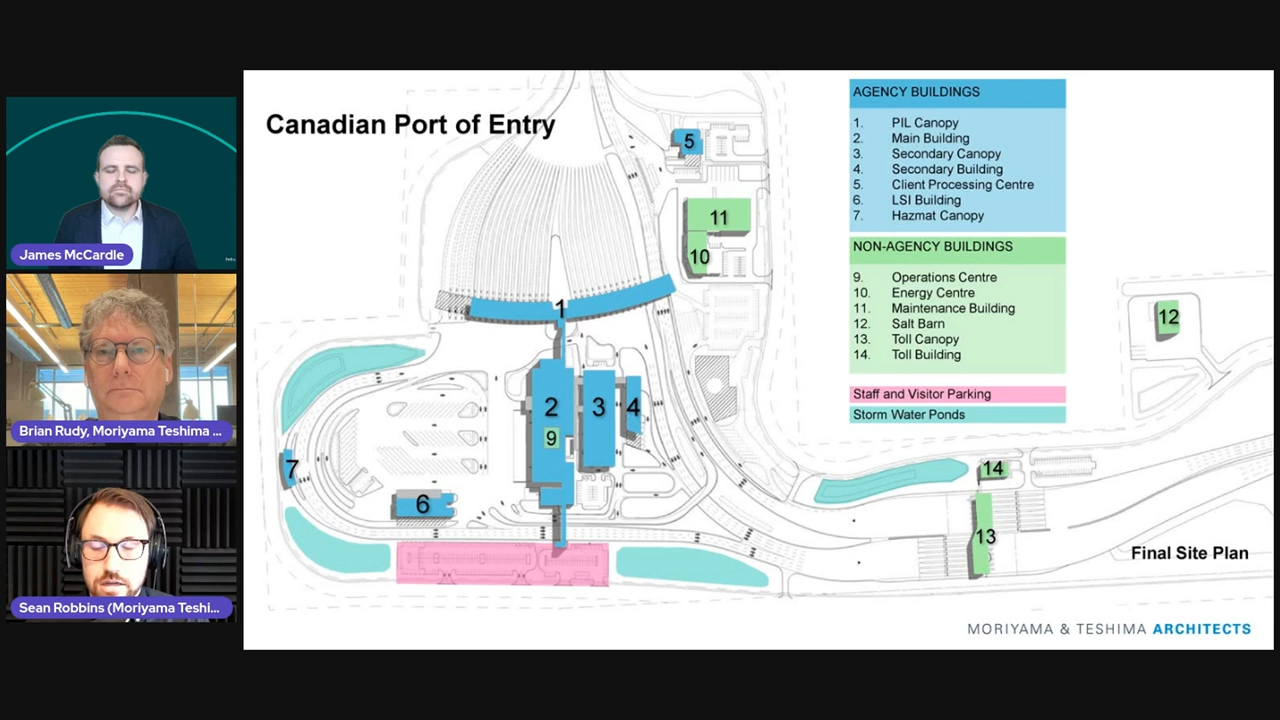 James McCardle
Brian Rudy, Moriyama Teshima ...
Sean Robbins (Moriyama Teshi...
Canadian Port of Entry
AGENCY BUILDINGS
1. PIL Canopy
2. Main Building
3. Secondary Canopy
4. Secondary Building
5. Client Processing Centre
6. LSI Building
7. Hazmat Canopy
NON-AGENCY BUILDINGS
9. Operations Centre
10. Energy Centre
11. Maintenance Building
12. Salt Barn
13. Toll Canopy
14. Toll Building
Staff and Visitor Parking
Storm Water Ponds
5
11
10
1
12
2
3
4
9
7
6
14
13
Final Site Plan
MORIYAMA & TESHIMA ARCHITECTS